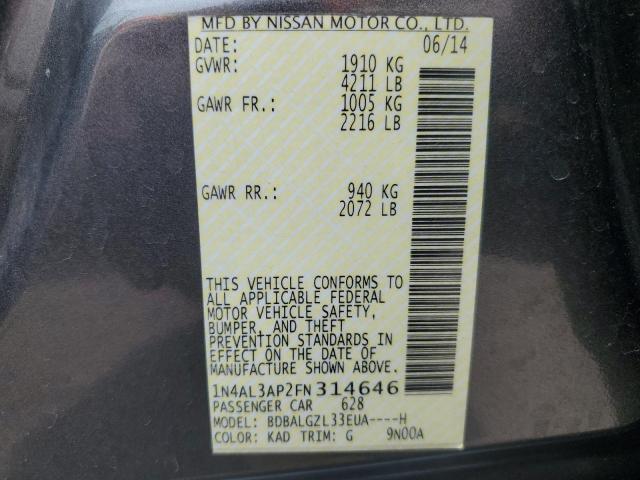 MFD BY NISSAN MOTOR CO., LTD.
DATE: 06/14
GVWR: 1910 KG
4211 LB
GAWR FR.: 1005 KG
2216 LB
GAWR RR.: 940 KG
2072 LB
THIS VEHICLE CONFORMS TO
ALL APPLICABLE FEDERAL
MOTOR VEHICLE SAFETY,
BUMPER, AND THEFT
PREVENTION STANDARDS IN
EFFECT ON THE DATE OF
MANUFACTURE SHOWN ABOVE.
1N4AL3AP2FN314646
PASSENGER CAR 628
MODEL: BDBALGZL33EUA----H
COLOR: KAD TRIM: G 9N00A